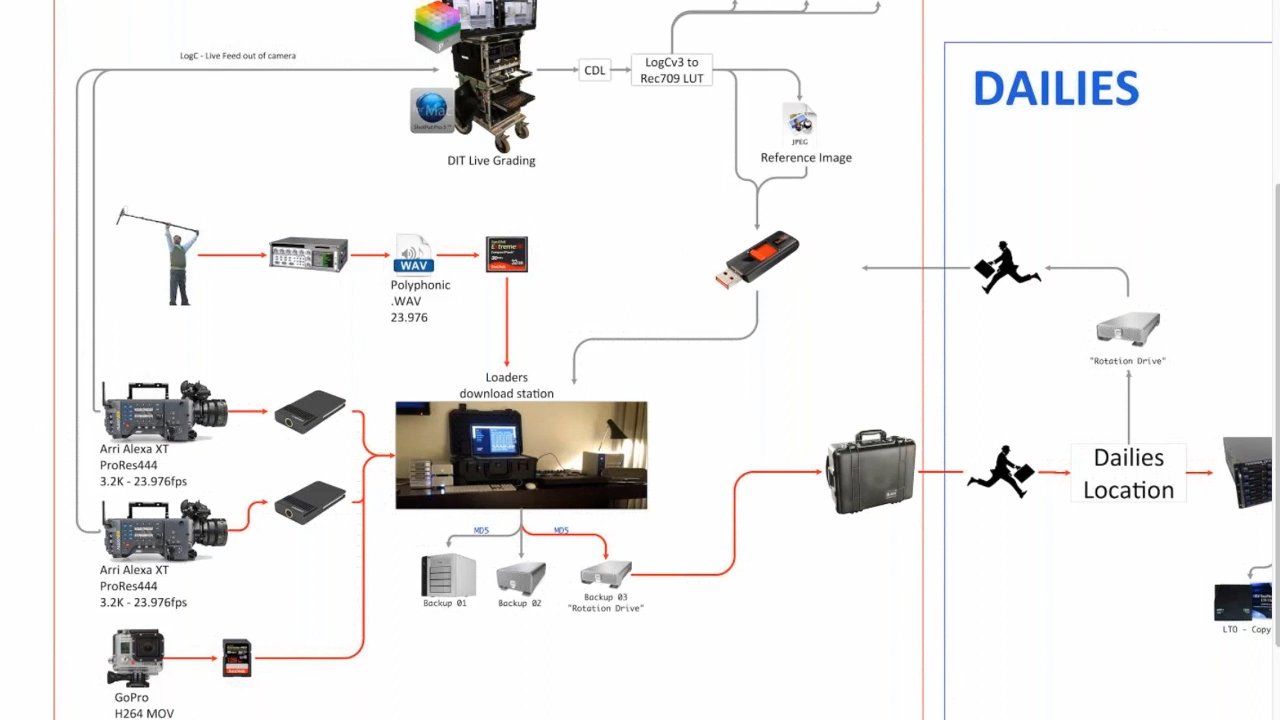 LogC - Live Feed out of camera
CDL
LogCv3 to
Rec709 LUT
DAILIES
DIT Live Grading
JPEG
Reference Image
WAV
Polyphonic
.WAV
23.976
"Rotation Drive"
Loaders
download station
Arri Alexa XT
ProRes444
3.2K - 23.976fps
Dailies
Location
Arri Alexa XT
ProRes444
3.2K - 23.976fps
MD5
MD5
Backup 01
Backup 02
Backup 03
"Rotation Drive"
LTO - Copy
GoPro
H264 MOV